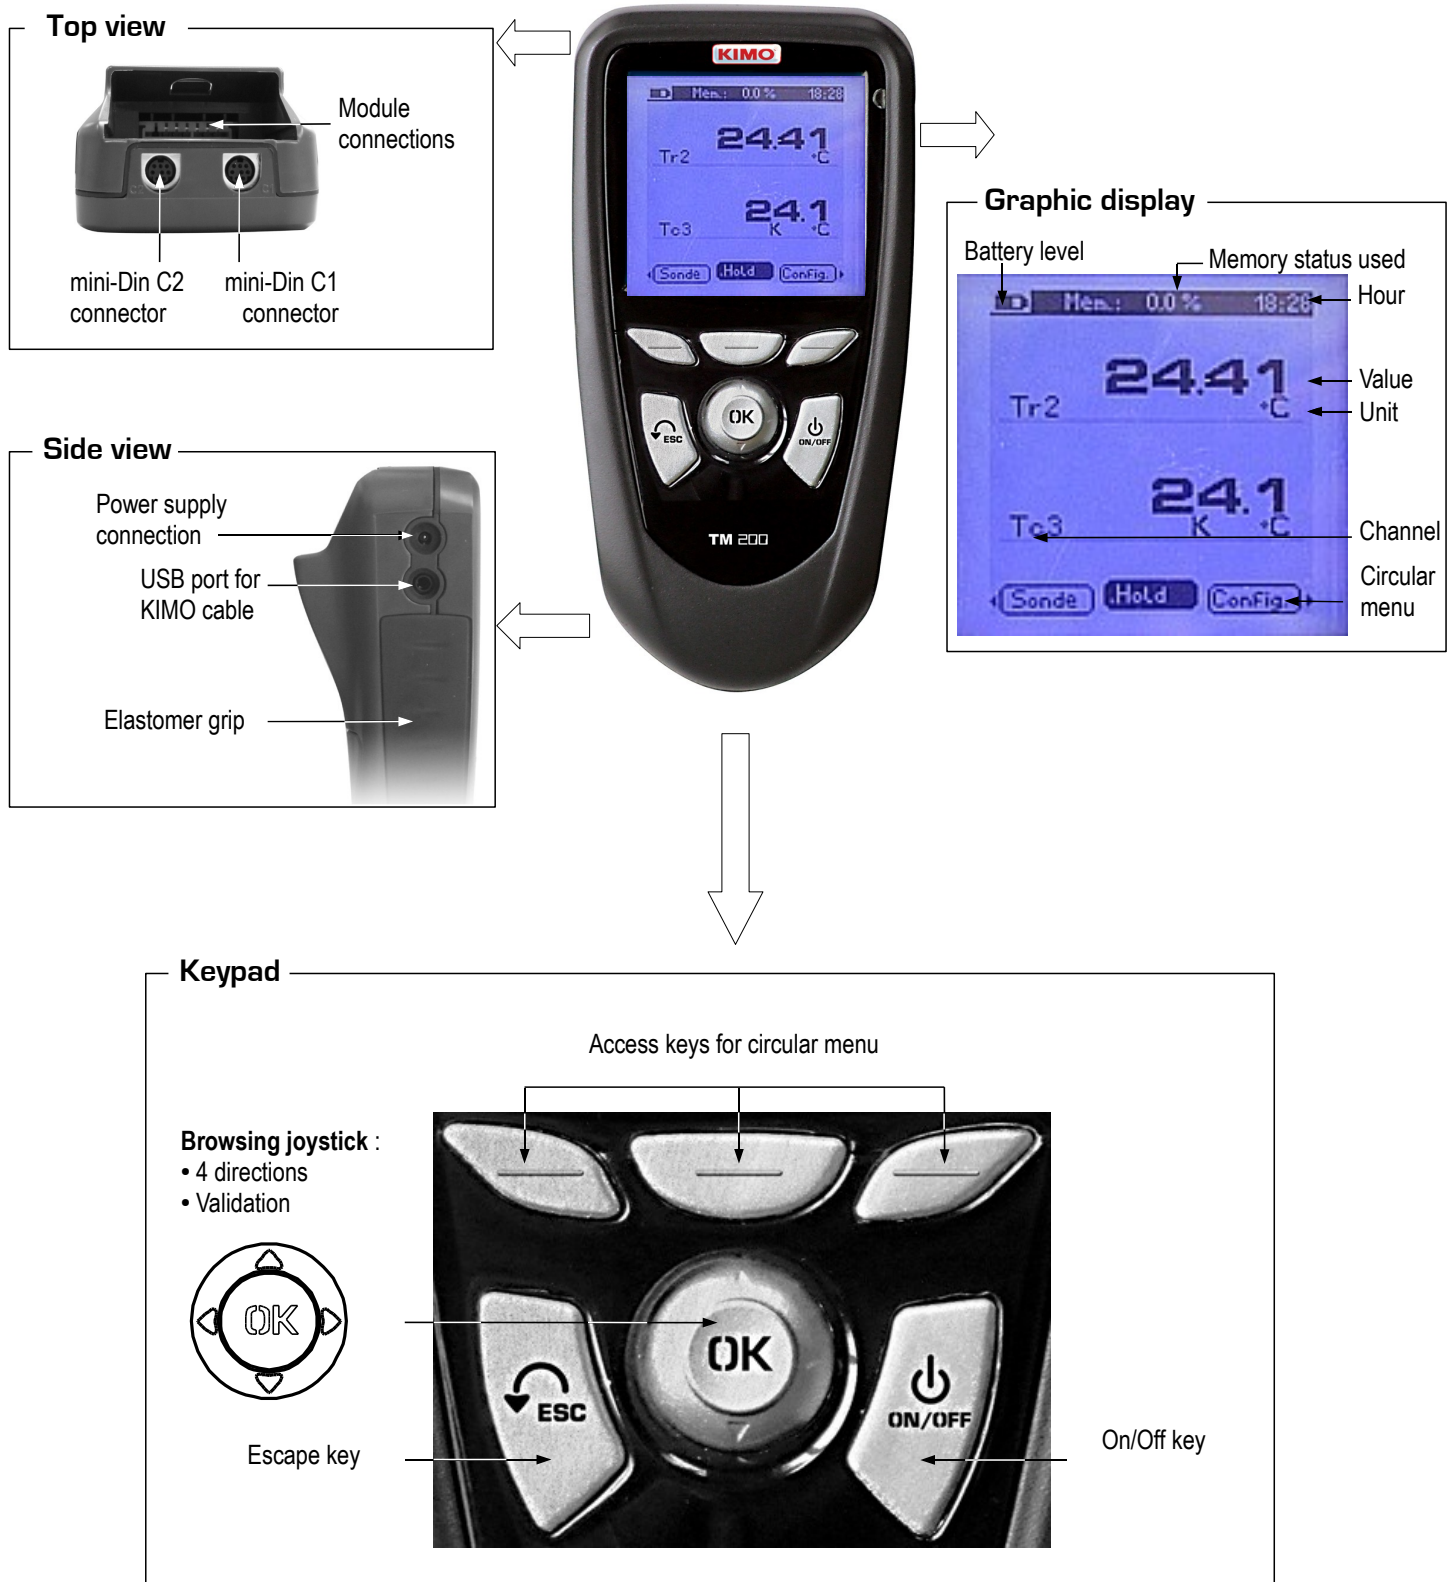 Top view
Module
connections
mini-Din C2
connector
mini-Din C1
connector
KIMO
Mem.: 0.0 % 18:28
24.41
Tr2 °C
24.1
Tc3 K °C
Sonde Hold Config.
OK
ESC
ON/OFF
TM 200
Graphic display
Battery level
Memory status used
Hour
Mem.: 0.0 % 18:28
24.41
Value
Tr2 °C
Unit
24.1
Tc3 K °C
Channel
Circular
menu
Sonde Hold Config.
Side view
Power supply
connection
USB port for
KIMO cable
Elastomer grip
Keypad
Access keys for circular menu
Browsing joystick :
• 4 directions
• Validation
OK
OK
ESC
ON/OFF
Escape key
On/Off key